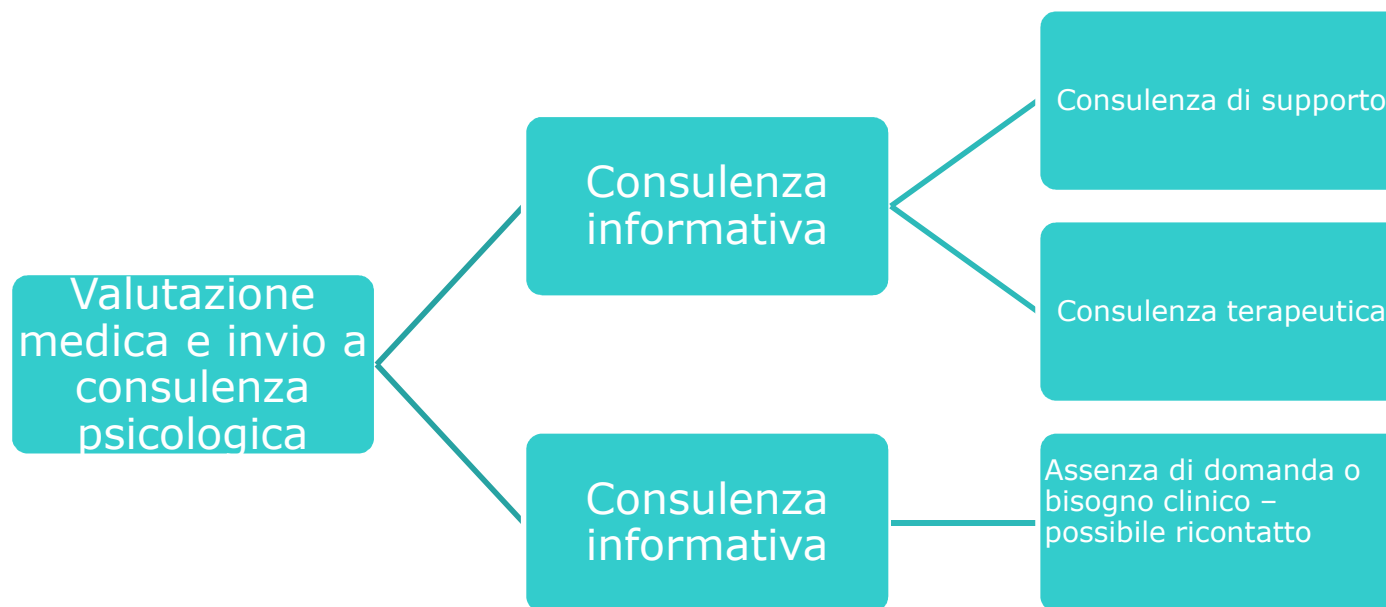 Valutazione
medica e invio a
consulenza
psicologica
Consulenza
informativa
Consulenza di supporto
Consulenza terapeutica
Consulenza
informativa
Assenza di domanda o
bisogno clinico –
possibile ricontatto